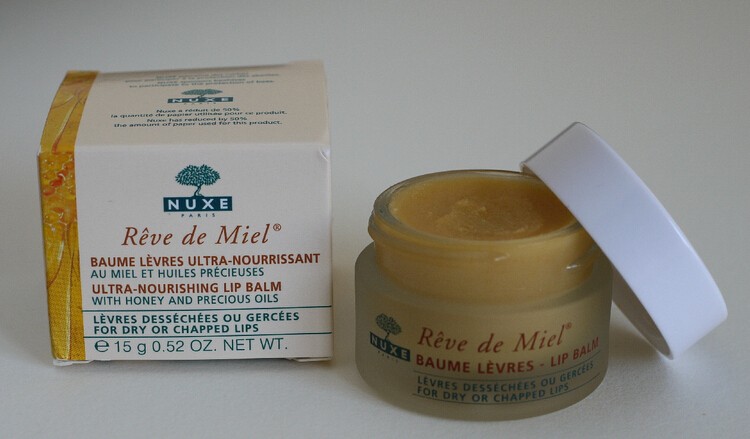 NUXE
Nuxe a réduit de 50%
la quantité de papier utilisée pour ce produit.
Nuxe has reduced by 50%
the amount of paper used for this product.
NUXE
PARIS
Rêve de Miel®
BAUME LÈVRES ULTRA-NOURRISSANT
AU MIEL ET HUILES PRÉCIEUSES
ULTRA-NOURISHING LIP BALM
WITH HONEY AND PRECIOUS OILS
LÈVRES DESSÉCHÉES OU GERCÉES
FOR DRY OR CHAPPED LIPS
℮ 15 g 0.52 OZ. NET WT.
NUXE
Rêve de Miel®
BAUME LÈVRES - LIP BALM
LÈVRES DESSÉCHÉES OU GERCÉES
FOR DRY OR CHAPPED LIPS